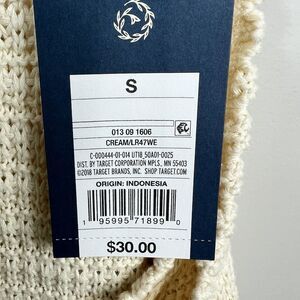 S
013 09 1606
CREAM/LR47WE
C-000444-01-014 UT18_50A01-0025
DIST. BY TARGET CORPORATION MPLS., MN 55403
©2018 TARGET BRANDS, INC. SHOP TARGET.COM
ORIGIN: INDONESIA
1 95995 71899 0
$30.00